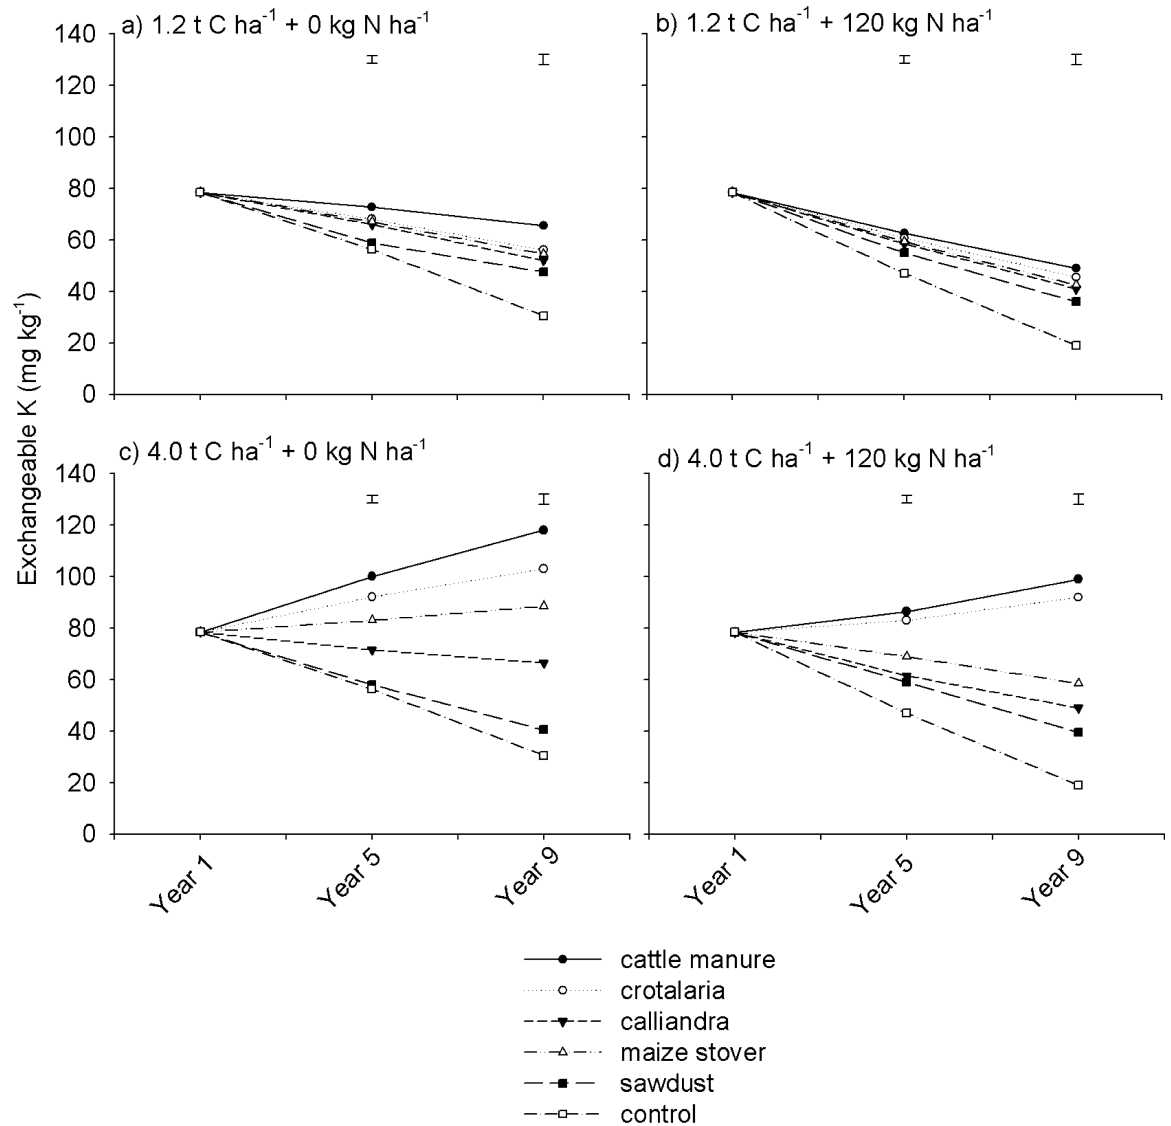 a) 1.2 t C ha⁻¹ + 0 kg N ha⁻¹
b) 1.2 t C ha⁻¹ + 120 kg N ha⁻¹
140
120
100
80
60
40
20
0
Exchangeable K (mg kg⁻¹)
c) 4.0 t C ha⁻¹ + 0 kg N ha⁻¹
d) 4.0 t C ha⁻¹ + 120 kg N ha⁻¹
140
120
100
80
60
40
20
0
Year 1
Year 5
Year 9
Year 1
Year 5
Year 9
cattle manure
crotalaria
calliandra
maize stover
sawdust
control